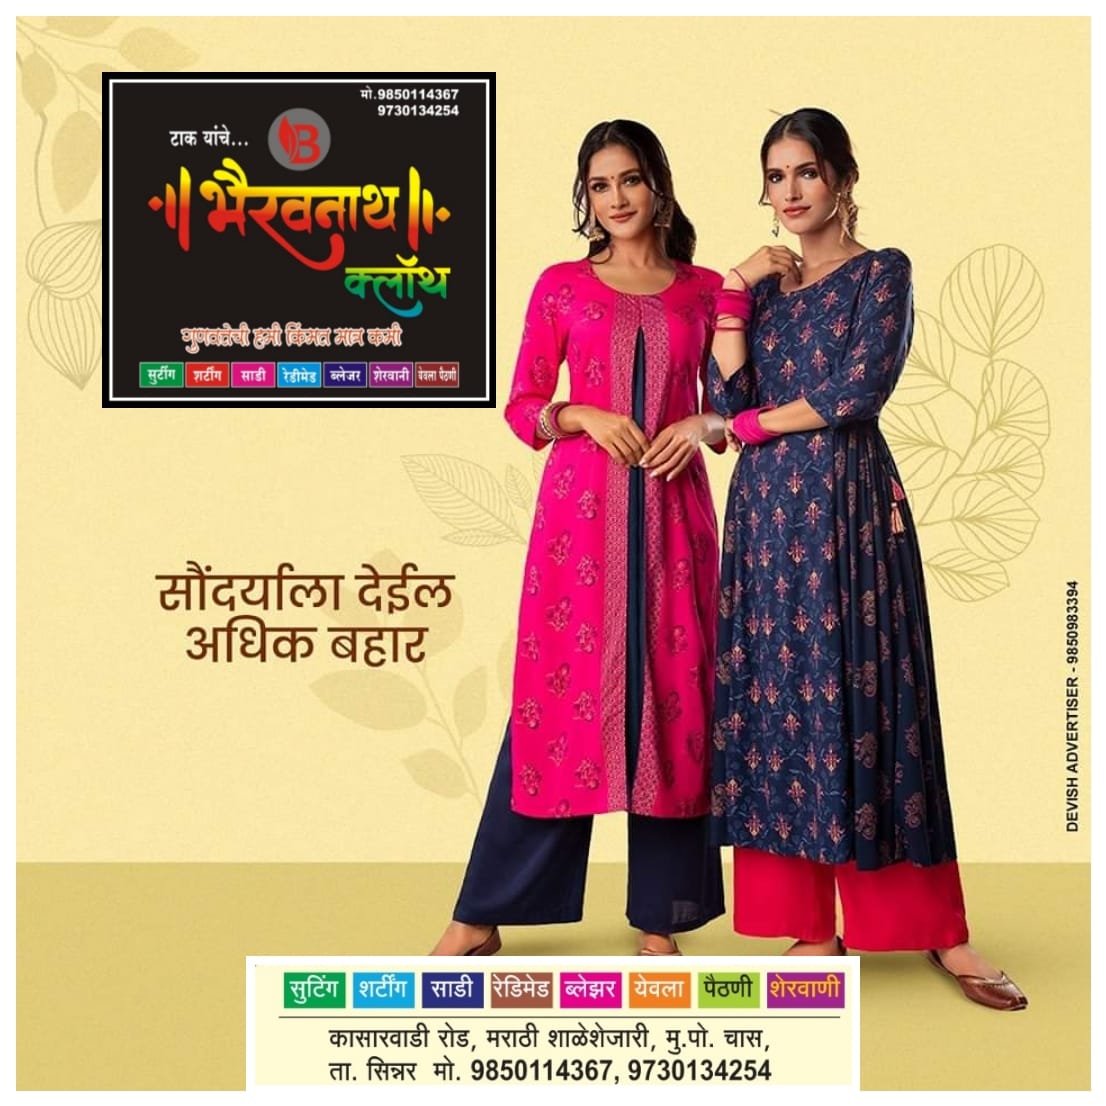 मो.9850114367
9730134254
टाक यांचे...
B
भैरवनाथ
क्लॉथ
गुणवत्तेची हमी किंमत मात्र कमी
सुर्टींग शर्टींग साडी रेडीमेड ब्लेजर शेरवानी येवला पैठणी
सौंदर्याला देईल
अधिक बहार
DEVISH ADVERTISER - 9850983394
सुटिंग शर्टींग साडी रेडिमेड ब्लेझर येवला पैठणी शेरवाणी
कासारवाडी रोड, मराठी शाळेशेजारी, मु.पो. चास,
ता. सिन्नर मो. 9850114367, 9730134254